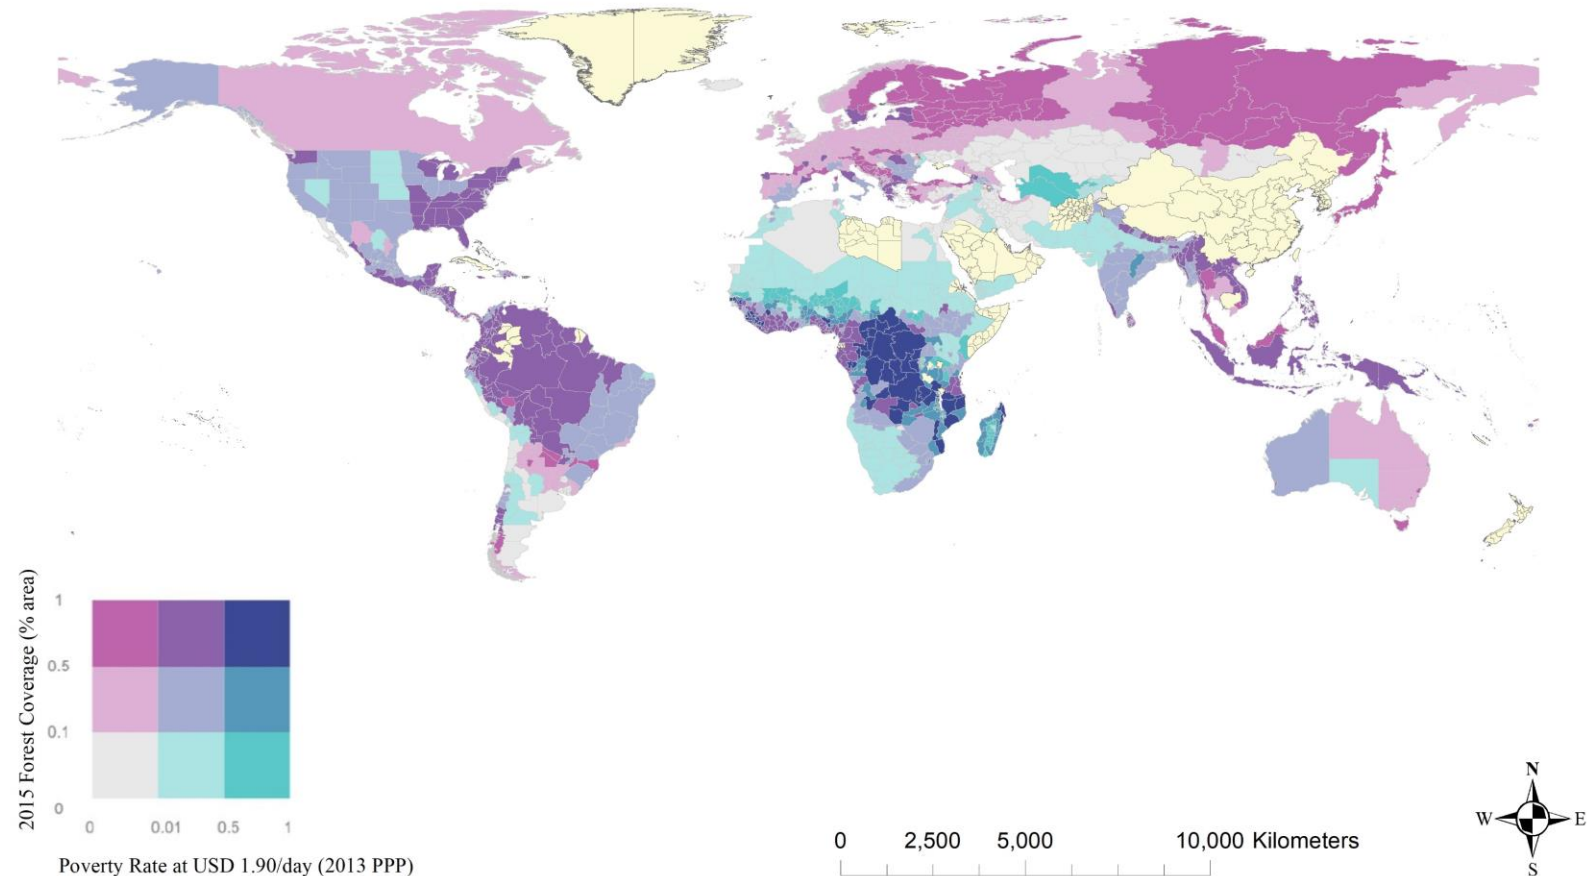 2015 Forest Coverage (% area)
1
0.5
0.1
0
0 0.01 0.5 1
Poverty Rate at USD 1.90/day (2013 PPP)
0 2,500 5,000 10,000 Kilometers
N
W E
S